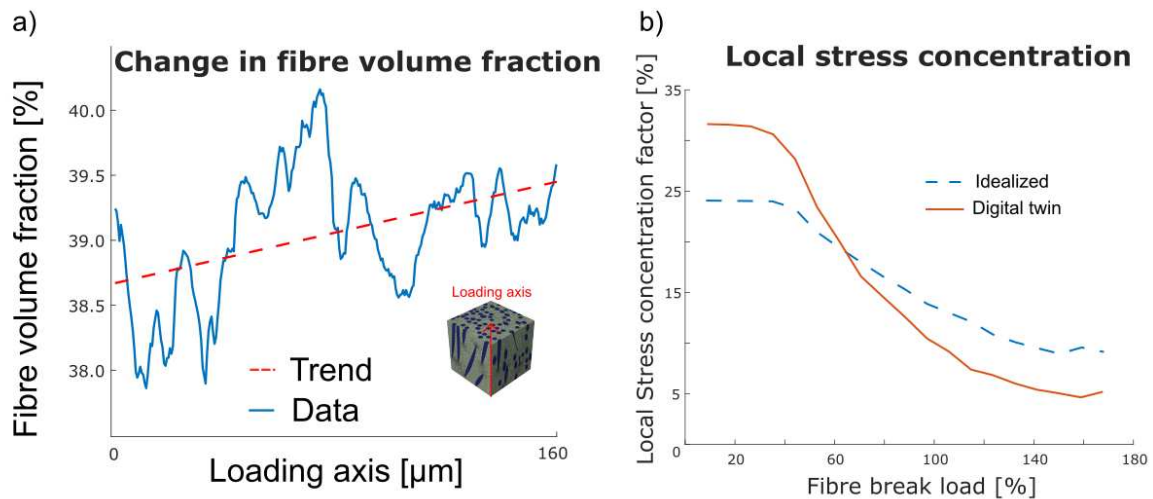 a)
Change in fibre volume fraction
Fibre volume fraction [%]
40.0
39.5
39.0
38.5
38.0
Loading axis
Trend
Data
0
160
Loading axis [μm]
b)
Local stress concentration
Local Stress concentration factor [%]
35
25
15
5
Idealized
Digital twin
0
20
60
100
140
180
Fibre break load [%]